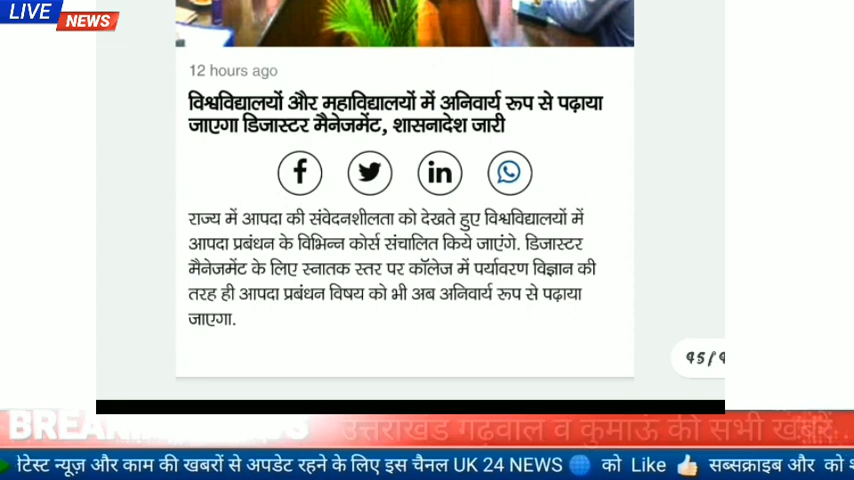 LIVE
NEWS
12 hours ago
विश्वविद्यालयों और महाविद्यालयों में अनिवार्य रूप से पढ़ाया
जाएगा डिजास्टर मैनेजमेंट, शासनादेश जारी
राज्य में आपदा की संवेदनशीलता को देखते हुए विश्वविद्यालयों में
आपदा प्रबंधन के विभिन्न कोर्स संचालित किये जाएंगे. डिजास्टर
मैनेजमेंट के लिए स्नातक स्तर पर कॉलेज में पर्यावरण विज्ञान की
तरह ही आपदा प्रबंधन विषय को भी अब अनिवार्य रूप से पढ़ाया
जाएगा.
उत्तराखंड गढ़वाल व कुमाऊं की सभी खबरें..
न्यूज़ और काम की खबरों से अपडेट रहने के लिए इस चैनल UK 24 NEWS को Like सब्सक्राइब और को